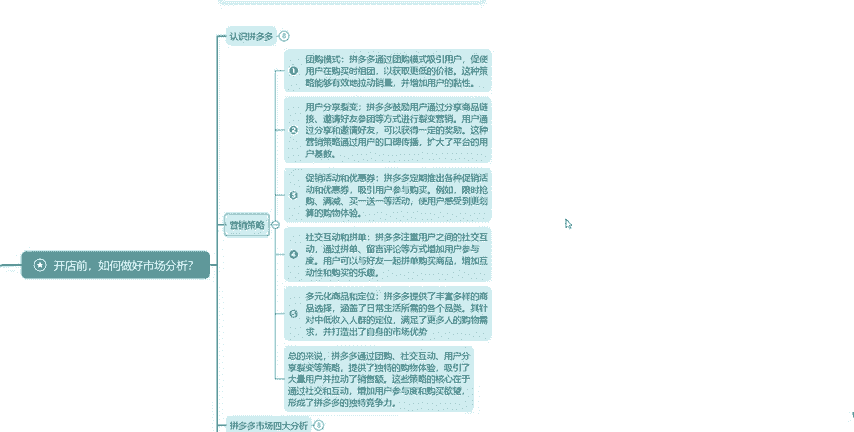 认识拼多多
团购模式：拼多多通过团购模式吸引用户，促使
用户在购买时组团，以获取更低的价格。这种策
略能够有效地拉动销量，并增加用户的黏性。
用户分享裂变：拼多多鼓励用户通过分享商品链
接、邀请好友参团等方式进行裂变营销。用户通
过分享和邀请好友，可以获得一定的奖励。这种
营销策略通过用户的口碑传播，扩大了平台的用
户基数。
促销活动和优惠券：拼多多定期推出各种促销活
动和优惠券，吸引用户参与购买。例如，限时抢
购、满减、买一送一等活动，使用户感受到更划
算的购物体验。
营销策略
社交互动和拼单：拼多多注重用户之间的社交互
动，通过拼单、留言评论等方式增加用户参与
度。用户可以与好友一起拼单购买商品，增加互
动性和购买的乐趣。
开店前，如何做好市场分析？
多元化商品和定位：拼多多提供了丰富多样的商
品选择，涵盖了日常生活所需的各个品类。其针
对中低收入人群的定位，满足了更多人的购物需
求，并打造出了自身的市场优势
总的来说，拼多多通过团购、社交互动、用户分
享裂变等策略，提供了独特的购物体验，吸引了
大量用户并拉动了销售额。这些策略的核心在于
通过社交和互动，增加用户参与度和购买欲望，
形成了拼多多的独特竞争力。
拼多多市场四大分析